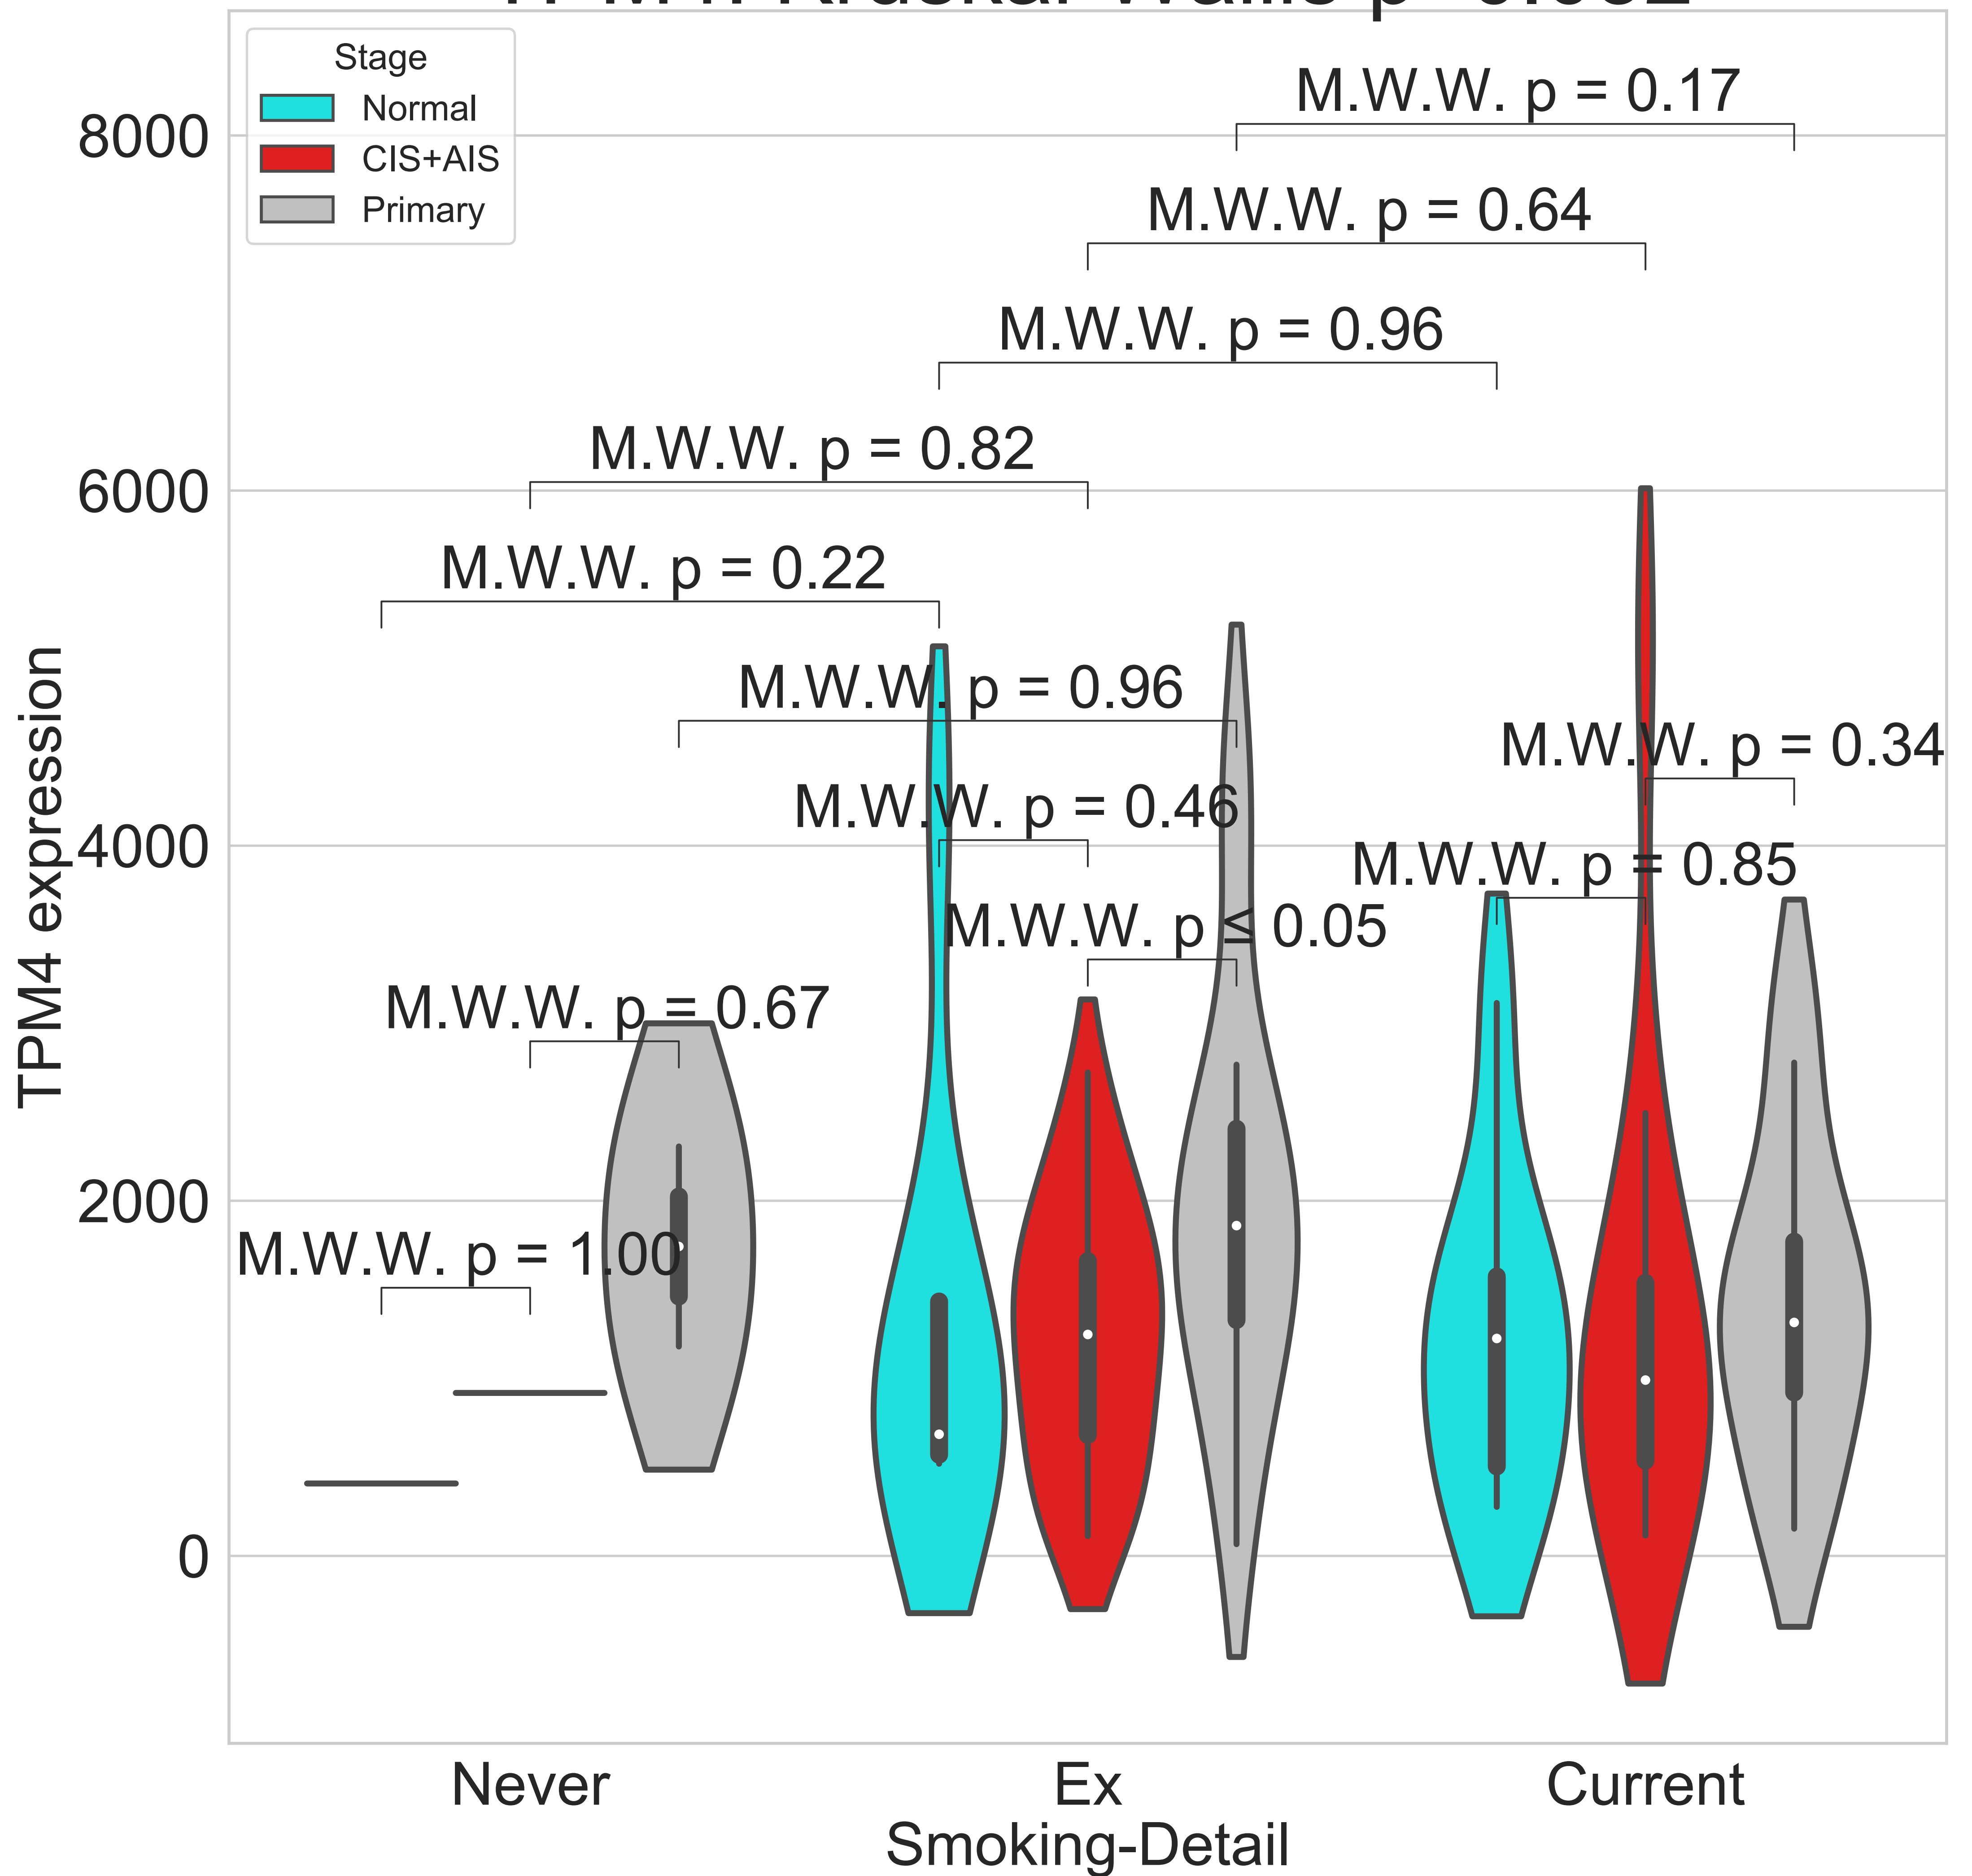 Stage
Normal
CIS+AIS
Primary
M.W.W. p = 0.17
8000
M.W.W. p = 0.64
M.W.W. p = 0.96
M.W.W. p = 0.82
6000
M.W.W. p = 0.22
M.W.W. p = 0.96
M.W.W. p = 0.34
M.W.W. p = 0.46
4000
M.W.W. p = 0.85
M.W.W. p ≤ 0.05
M.W.W. p = 0.67
2000
M.W.W. p = 1.00
0
TPM4 expression
Never
Ex
Current
Smoking-Detail